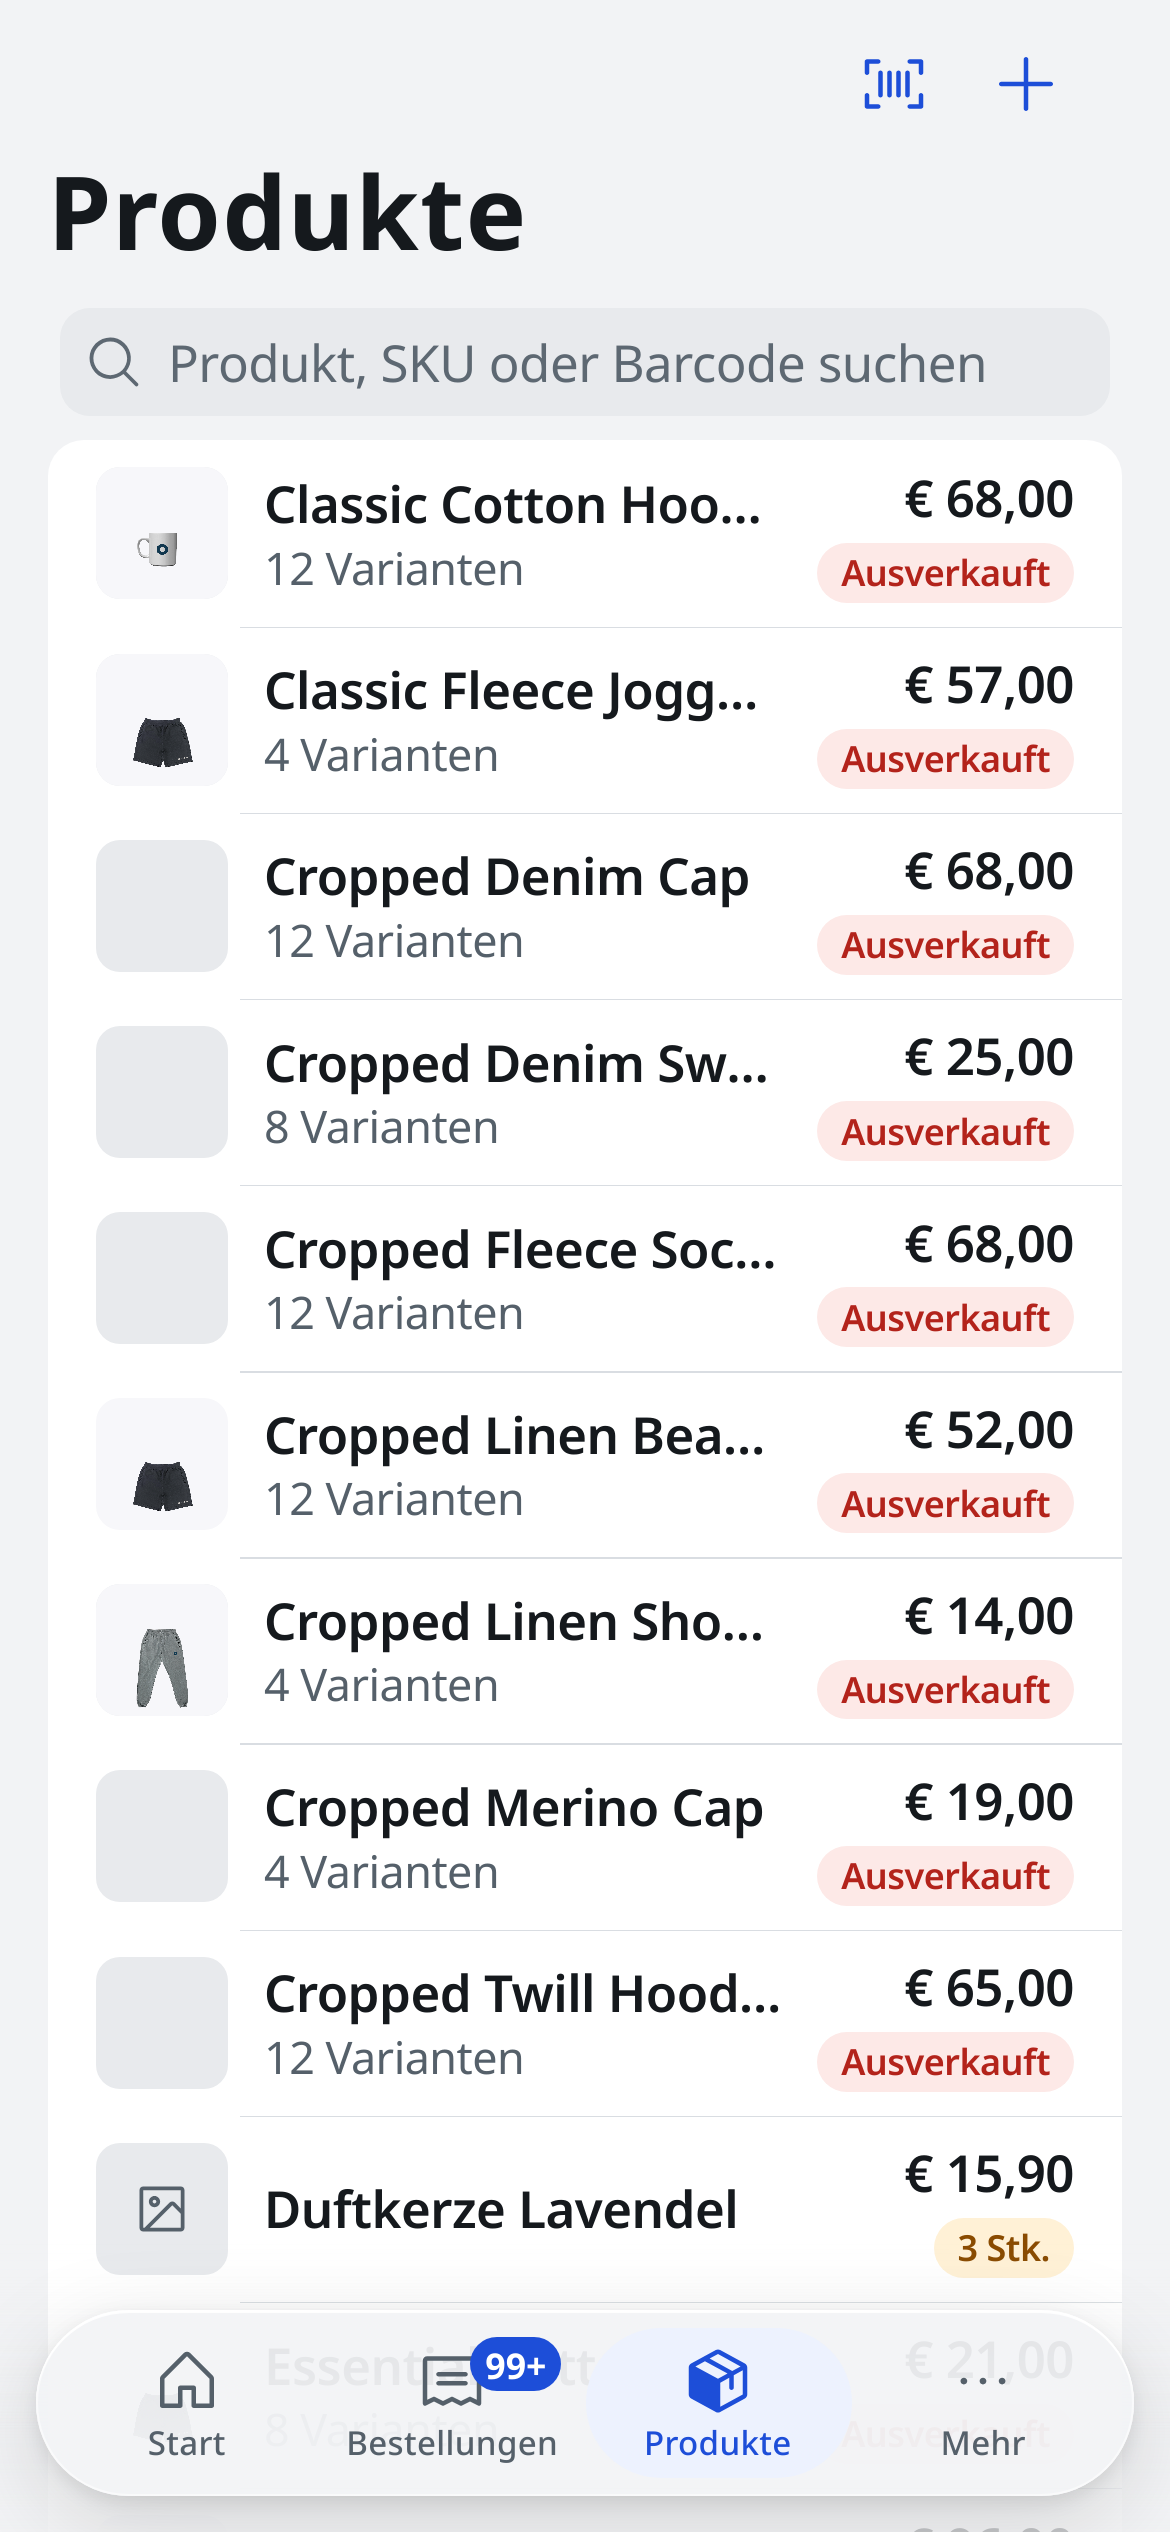 Produkte
Produkt, SKU oder Barcode suchen
Classic Cotton Hoo...
€ 68,00
12 Varianten
Ausverkauft
Classic Fleece Jogg...
€ 57,00
4 Varianten
Ausverkauft
Cropped Denim Cap
€ 68,00
12 Varianten
Ausverkauft
Cropped Denim Sw...
€ 25,00
8 Varianten
Ausverkauft
Cropped Fleece Soc...
€ 68,00
12 Varianten
Ausverkauft
Cropped Linen Bea...
€ 52,00
12 Varianten
Ausverkauft
Cropped Linen Sho...
€ 14,00
4 Varianten
Ausverkauft
Cropped Merino Cap
€ 19,00
4 Varianten
Ausverkauft
Cropped Twill Hood...
€ 65,00
12 Varianten
Ausverkauft
Duftkerze Lavendel
€ 15,90
3 Stk.
€ 21,00
8 Varianten
Ausverkauft
99+
Start
Bestellungen
Produkte
Mehr